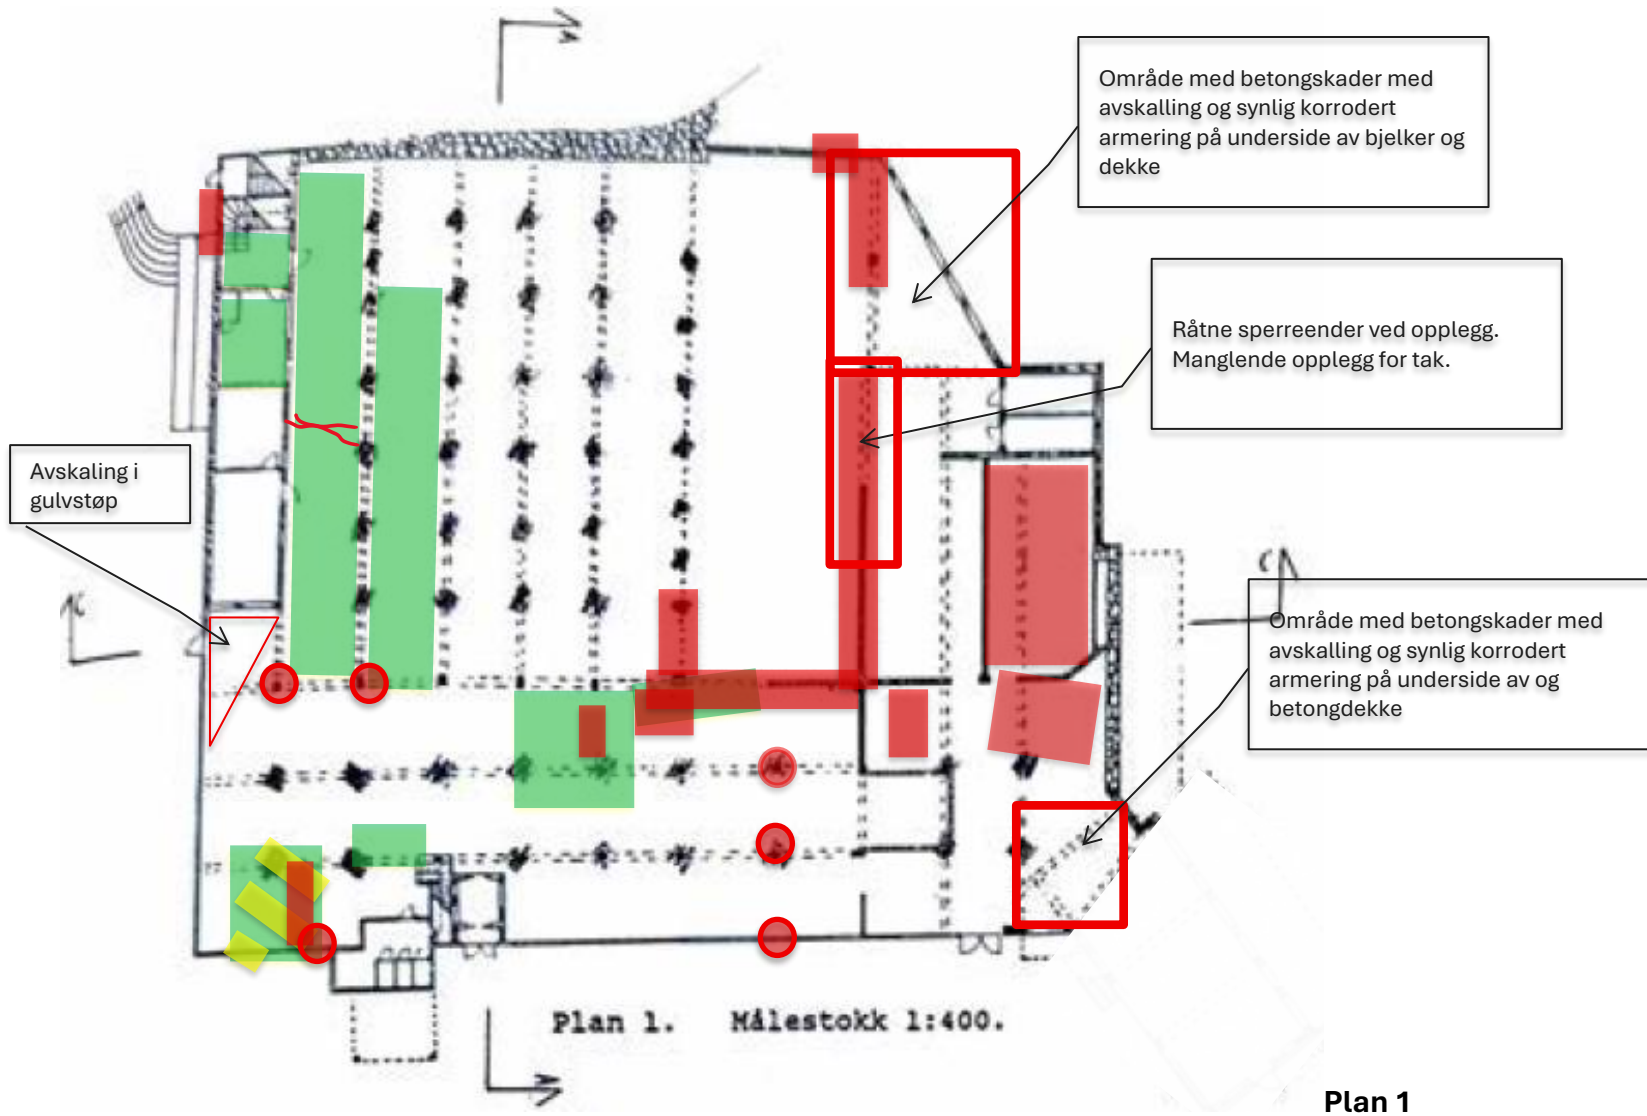 Område med betongskader med
avskalling og synlig korrodert
armering på underside av bjelker og
dekke
Råtne sperreender ved opplegg.
Manglende opplegg for tak.
Avskaling i
gulvstøp
Område med betongskader med
avskalling og synlig korrodert
armering på underside av og
betongdekke
Plan 1. Målestokk 1:400.
Plan 1